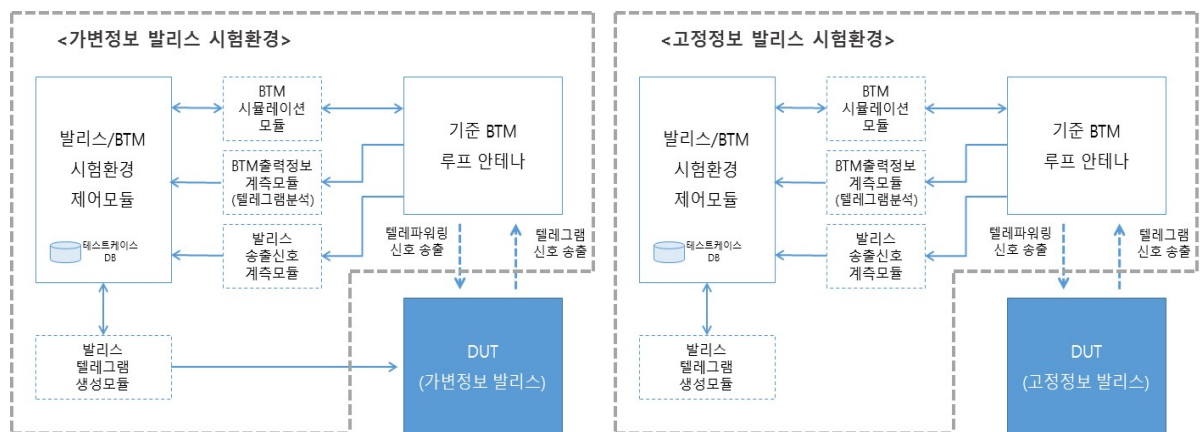 <가변정보 발리스 시험환경>
발리스/BTM
시험환경
제어모듈
테스트케이스
DB
BTM
시뮬레이션
모듈
BTM출력정보
계측모듈
(텔레그램분석)
발리스
송출신호
계측모듈
기준 BTM
루프 안테나
텔레파워링
신호 송출
텔레그램
신호 송출
발리스
텔레그램
생성모듈
DUT
(가변정보 발리스)
<고정정보 발리스 시험환경>
발리스/BTM
시험환경
제어모듈
테스트케이스
DB
BTM
시뮬레이션
모듈
BTM출력정보
계측모듈
(텔레그램분석)
발리스
송출신호
계측모듈
기준 BTM
루프 안테나
텔레파워링
신호 송출
텔레그램
신호 송출
발리스
텔레그램
생성모듈
DUT
(고정정보 발리스)